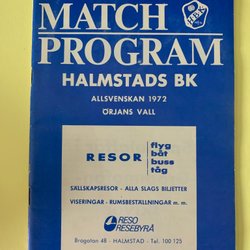 MATCH
PROGRAM
HBK
HALMSTADS BK
ALLSVENSKAN 1972
ÖRJANS VALL
RESOR
flyg
båt
buss
tåg
SÄLLSKAPSRESOR - ALLA SLAGS BILJETTER
VISERINGAR - RUMSBESTÄLLNINGAR m. m.
RESO
RESEBYRÅ
Brogatan 48 - HALMSTAD - Tel. 100 125